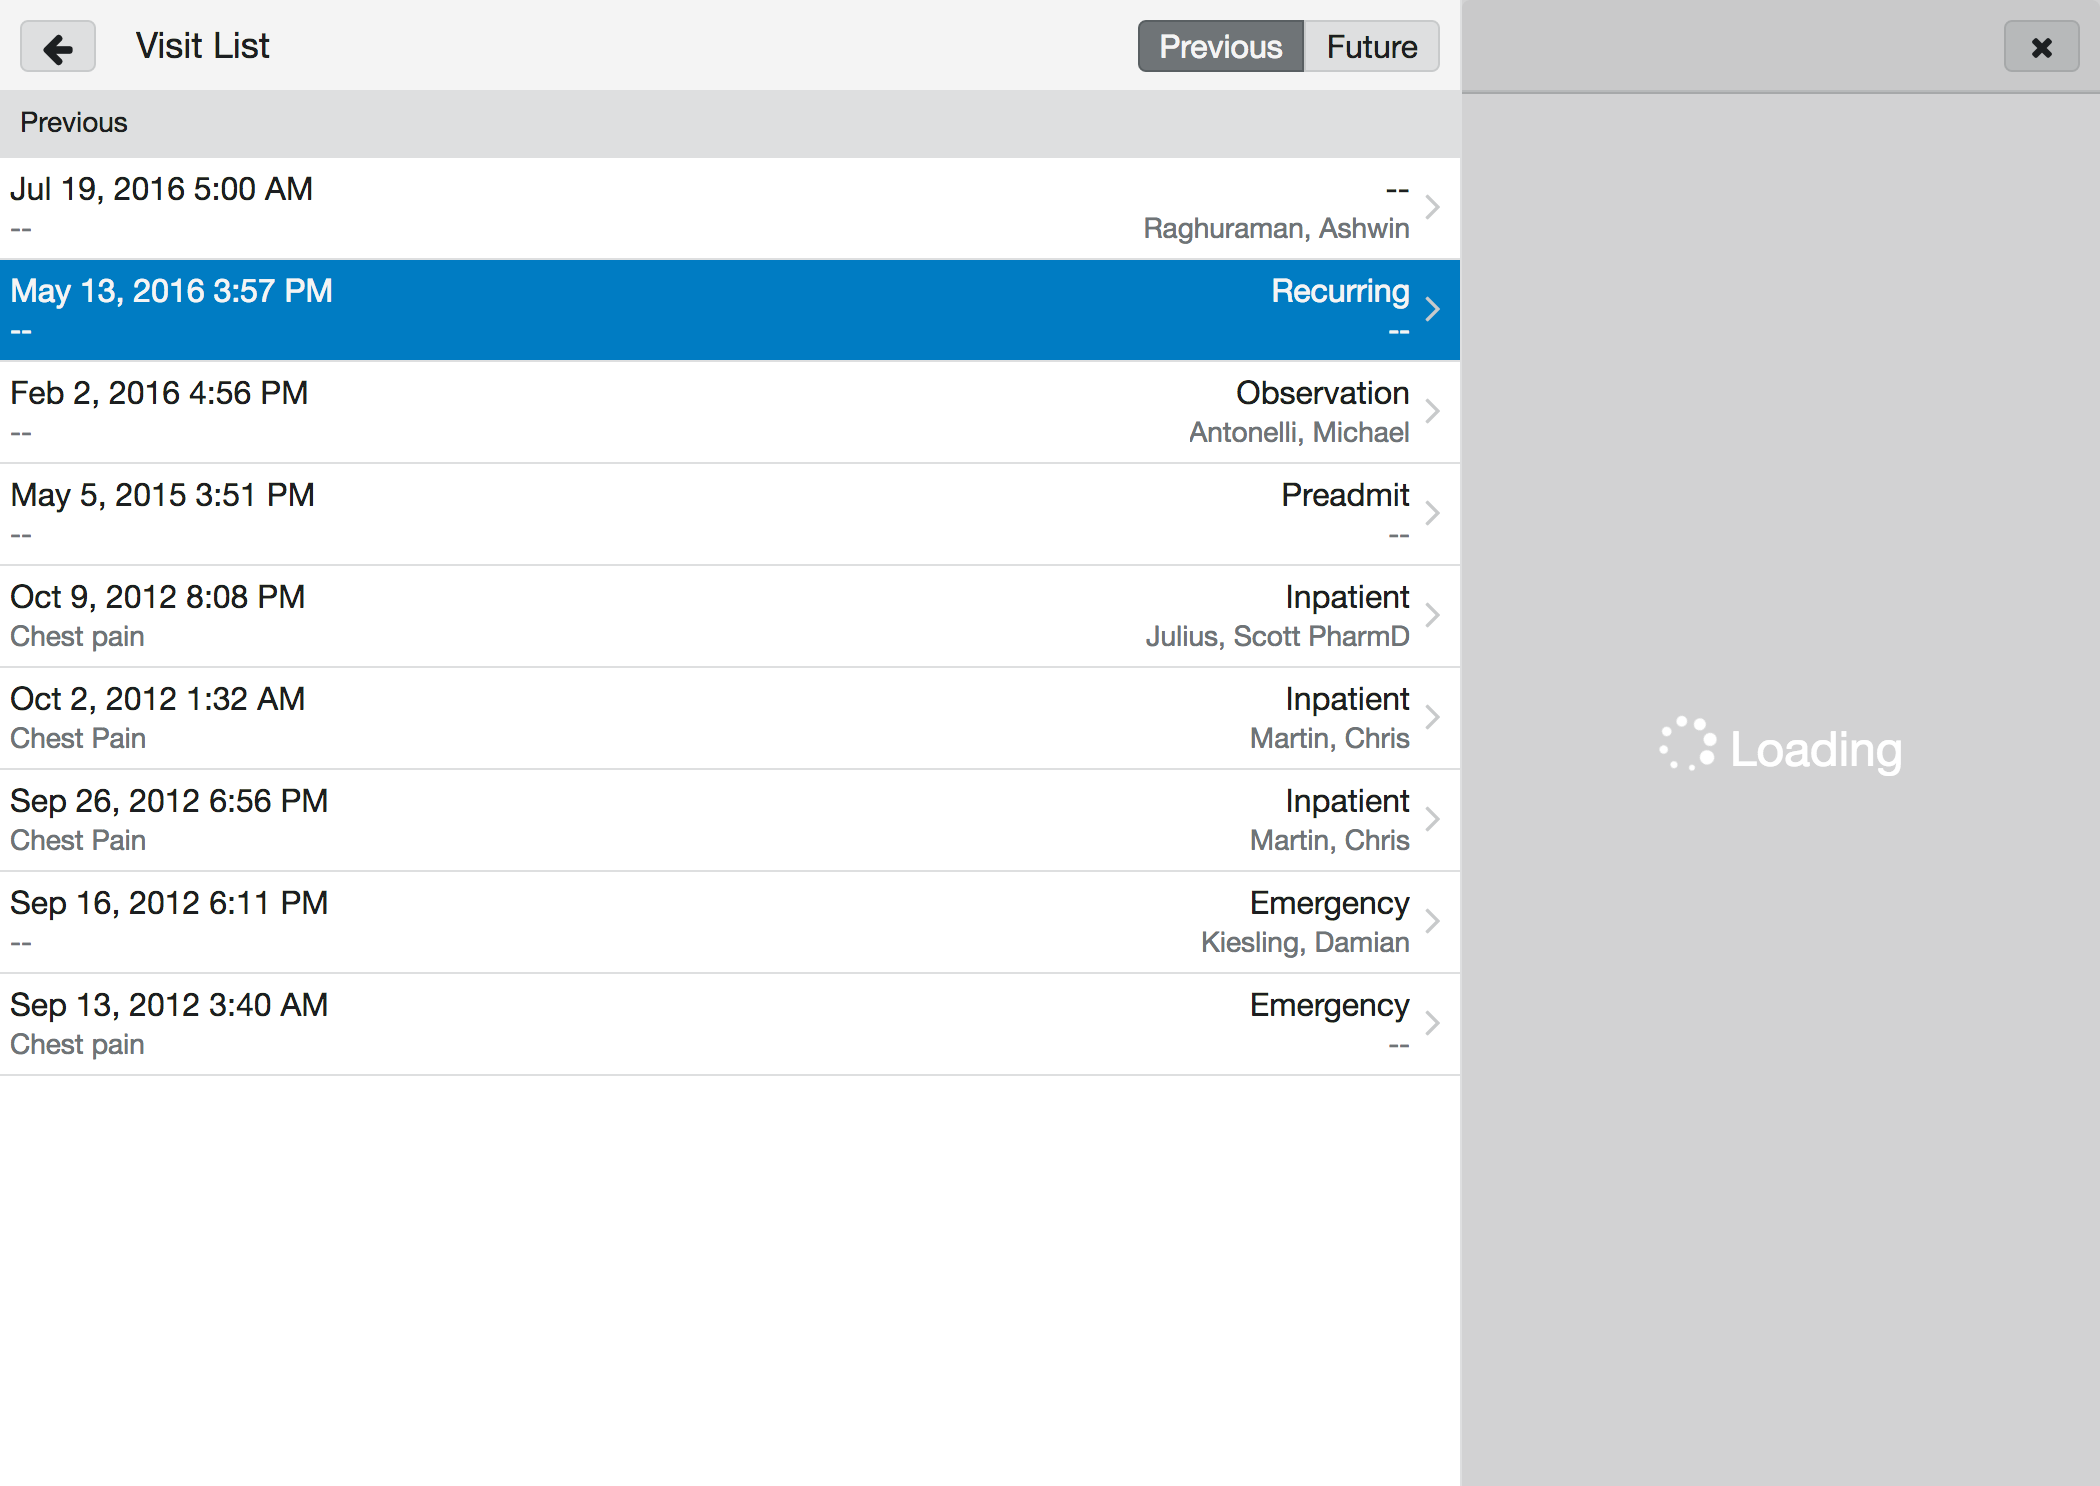 Visit List
Previous Future
Previous
Jul 19, 2016 5:00 AM --
-- Raghuraman, Ashwin
May 13, 2016 3:57 PM Recurring
-- --
Feb 2, 2016 4:56 PM Observation
-- Antonelli, Michael
May 5, 2015 3:51 PM Preadmit
-- --
Oct 9, 2012 8:08 PM Inpatient
Chest pain Julius, Scott PharmD
Oct 2, 2012 1:32 AM Inpatient
Chest Pain Martin, Chris
Loading
Sep 26, 2012 6:56 PM Inpatient
Chest Pain Martin, Chris
Sep 16, 2012 6:11 PM Emergency
-- Kiesling, Damian
Sep 13, 2012 3:40 AM Emergency
Chest pain --